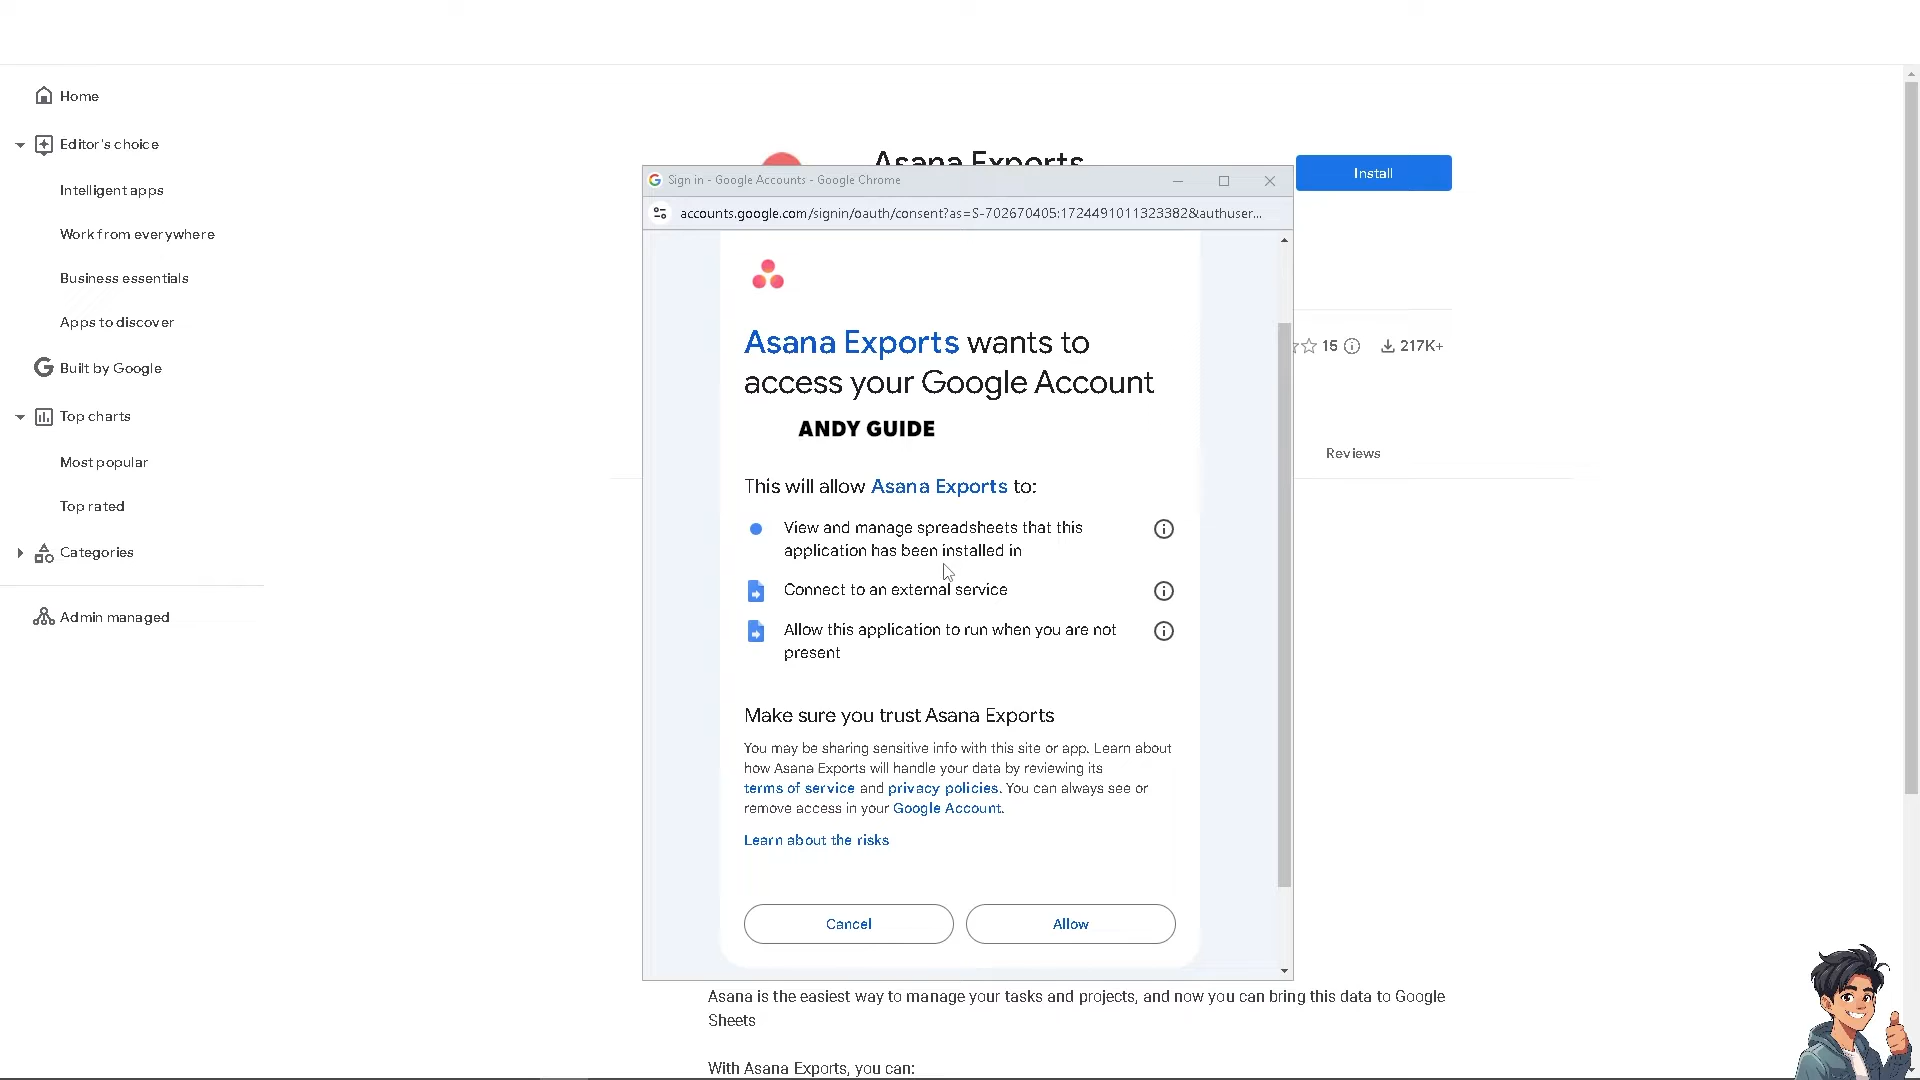 Home
Editor's choice
Intelligent apps
Work from everywhere
Business essentials
Apps to discover
Built by Google
Top charts
Most popular
Top rated
Categories
Admin managed
Asana Exports
Install
15
217K+
Reviews
Sign in - Google Accounts - Google Chrome
accounts.google.com/signin/oauth/consent?as=S-702670405:1724491011323382&authuser...
Asana Exports wants to
access your Google Account
ANDY GUIDE
This will allow Asana Exports to:
View and manage spreadsheets that this
application has been installed in
Connect to an external service
Allow this application to run when you are not
present
Make sure you trust Asana Exports
You may be sharing sensitive info with this site or app. Learn about
how Asana Exports will handle your data by reviewing its
terms of service and privacy policies. You can always see or
remove access in your Google Account.
Learn about the risks
Cancel
Allow
Asana is the easiest way to manage your tasks and projects, and now you can bring this data to Google
Sheets
With Asana Exports, you can: